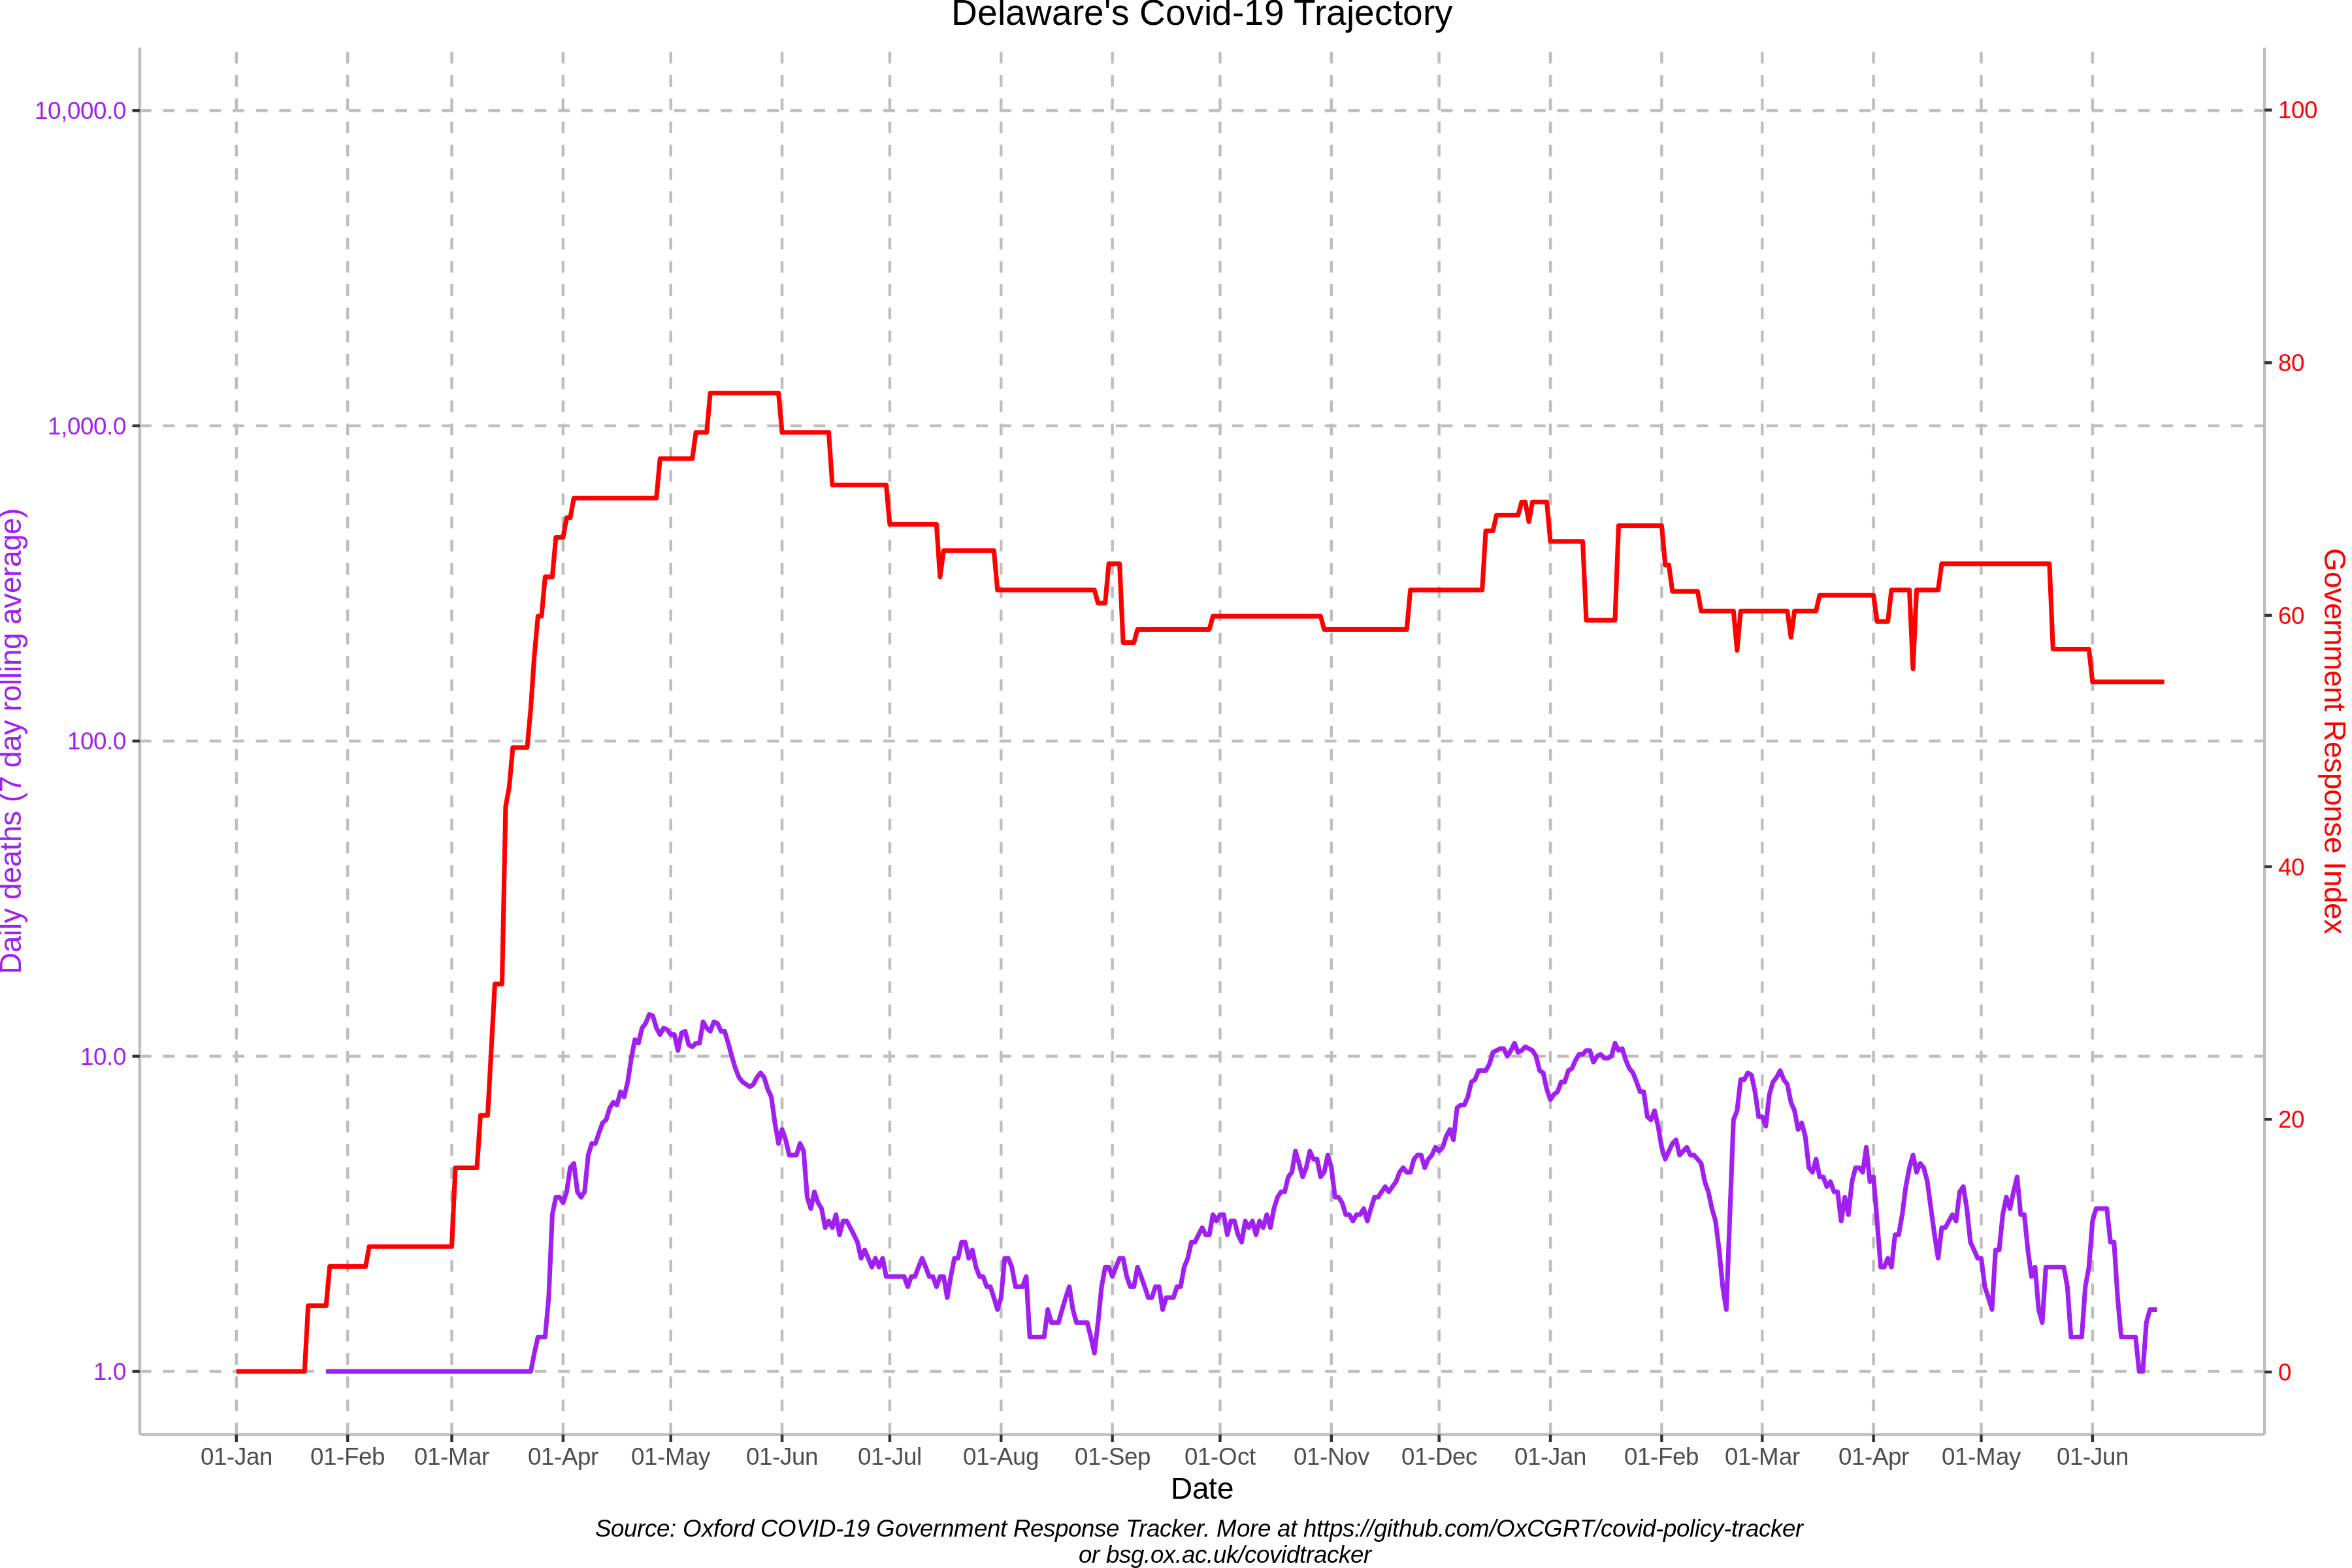 Delaware's Covid-19 Trajectory
10,000.0
1,000.0
100.0
10.0
1.0
Daily deaths (7 day rolling average)
100
80
60
40
20
0
Government Response Index
01-Jan 01-Feb 01-Mar 01-Apr 01-May 01-Jun 01-Jul 01-Aug 01-Sep 01-Oct 01-Nov 01-Dec 01-Jan 01-Feb 01-Mar 01-Apr 01-May 01-Jun
Date
Source: Oxford COVID-19 Government Response Tracker. More at https://github.com/OxCGRT/covid-policy-tracker
or bsg.ox.ac.uk/covidtracker